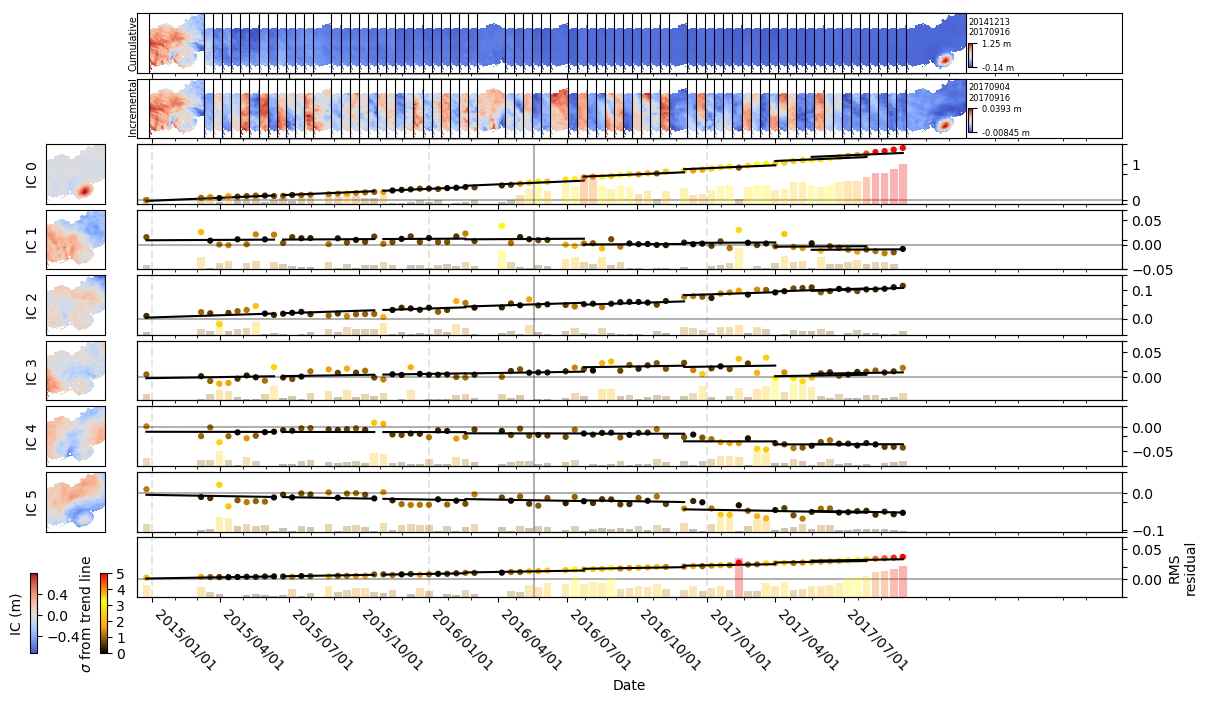 Cumulative
20141213
20170916
1.25 m
-0.14 m
Incremental
20170904
20170916
0.0393 m
-0.00845 m
IC 0
1
0
IC 1
0.05
0.00
−0.05
IC 2
0.1
0.0
IC 3
0.05
0.00
IC 4
0.00
−0.05
IC 5
0.0
−0.1
0.05
0.00
RMS
residual
IC (m)
0.4
0.0
−0.4
σ from trend line
5
4
3
2
1
0
2015/01/01
2015/04/01
2015/07/01
2015/10/01
2016/01/01
2016/04/01
2016/07/01
2016/10/01
2017/01/01
2017/04/01
2017/07/01
Date